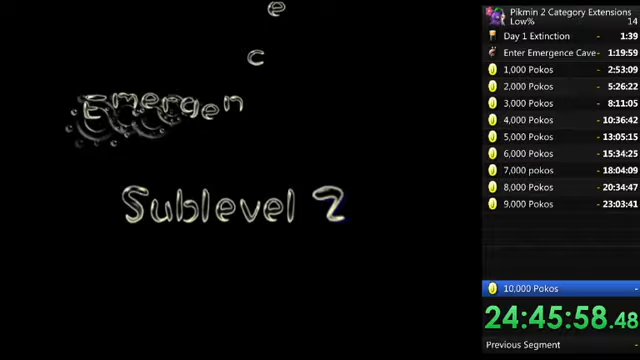 e
c
Emergen
Sublevel 2
Pikmin 2 Category Extensions
Low%
14
Day 1 Extinction - 1:39
Enter Emergence Cave - 1:19:59
1,000 Pokos - 2:53:09
2,000 Pokos - 5:26:22
3,000 Pokos - 8:11:05
4,000 Pokos - 10:36:42
5,000 Pokos - 13:05:15
6,000 Pokos - 15:34:25
7,000 pokos - 18:04:09
8,000 Pokos - 20:34:47
9,000 Pokos - 23:03:41
10,000 Pokos -
24:45:58.48
Previous Segment -